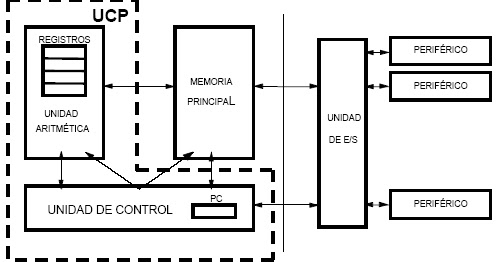 UCP
REGISTROS
UNIDAD
ARITMÉTICA
MEMORIA
PRINCIPAL
UNIDAD
DE E/S
PERIFÉRICO
PERIFÉRICO
PERIFÉRICO
UNIDAD DE CONTROL
PC